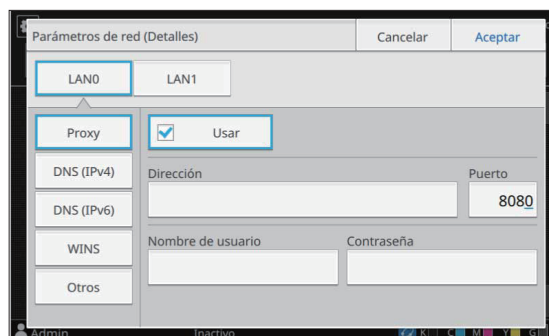 Parámetros de red (Detalles) Cancelar Aceptar
LAN0 LAN1
Proxy Usar
DNS (IPv4) Dirección Puerto
8080
DNS (IPv6)
WINS Nombre de usuario Contraseña
Otros
Admin Inactivo K C M Y G